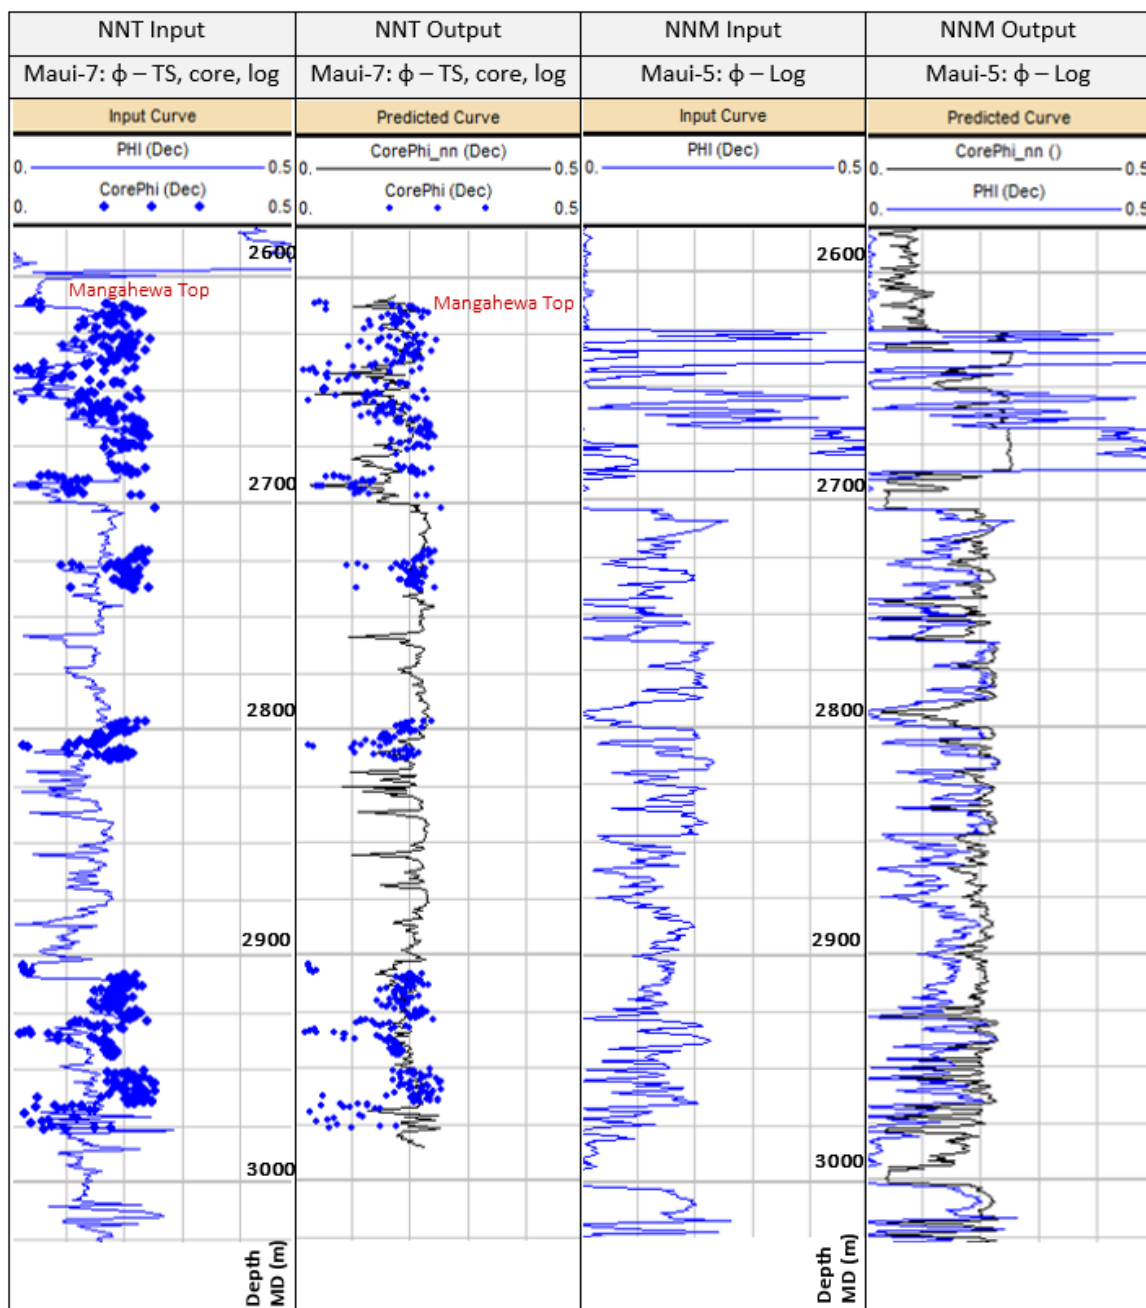 NNT Input NNT Output NNM Input NNM Output
Maui-7: ϕ – TS, core, log Maui-7: ϕ – TS, core, log Maui-5: ϕ – Log Maui-5: ϕ – Log
Input Curve Predicted Curve Input Curve Predicted Curve
PHI (Dec) CorePhi_nn (Dec) PHI (Dec) CorePhi_nn ()
0. 0.5 0. 0.5 0. 0.5 0. 0.5
CorePhi (Dec) CorePhi (Dec) PHI (Dec)
0. 0.5 0. 0.5 0. 0.5
2600 2600
Mangahewa Top Mangahewa Top
2700 2700
2800 2800
2900 2900
3000 3000
Depth Depth
MD (m) MD (m)